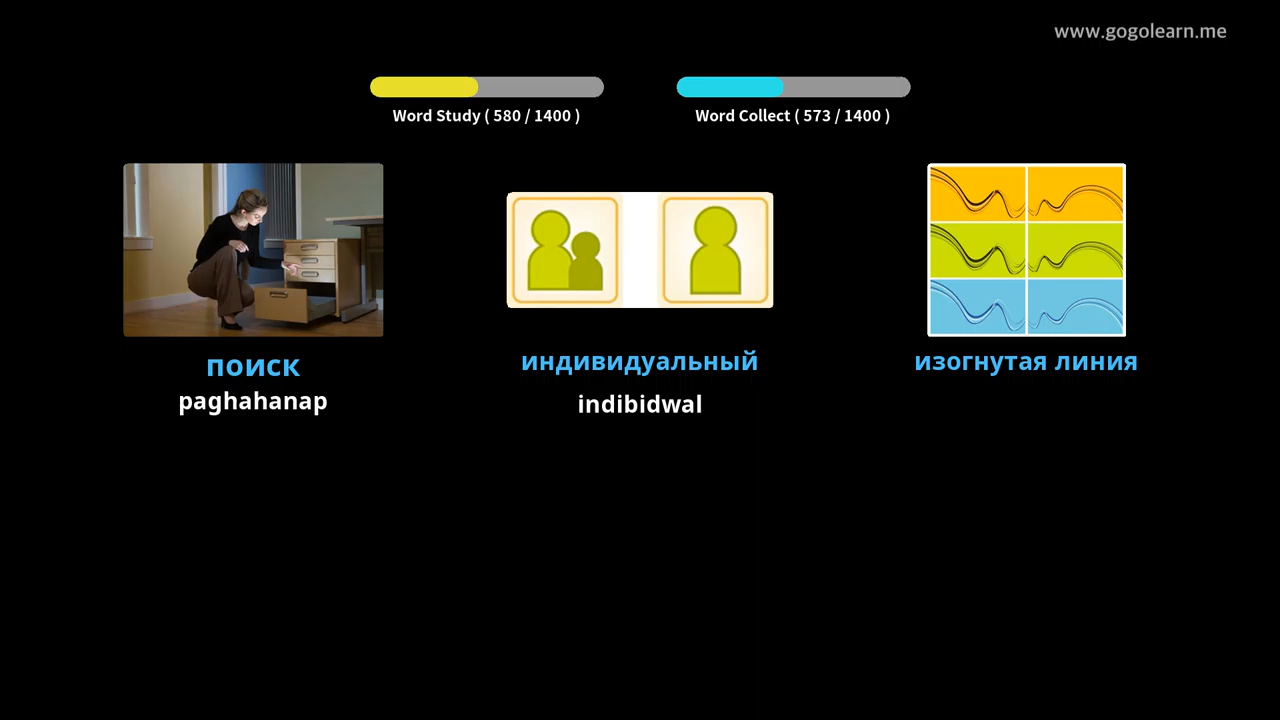 www.gogolearn.me
Word Study ( 580 / 1400 )
Word Collect ( 573 / 1400 )
поиск
paghahanap
индивидуальный
indibidwal
изогнутая линия